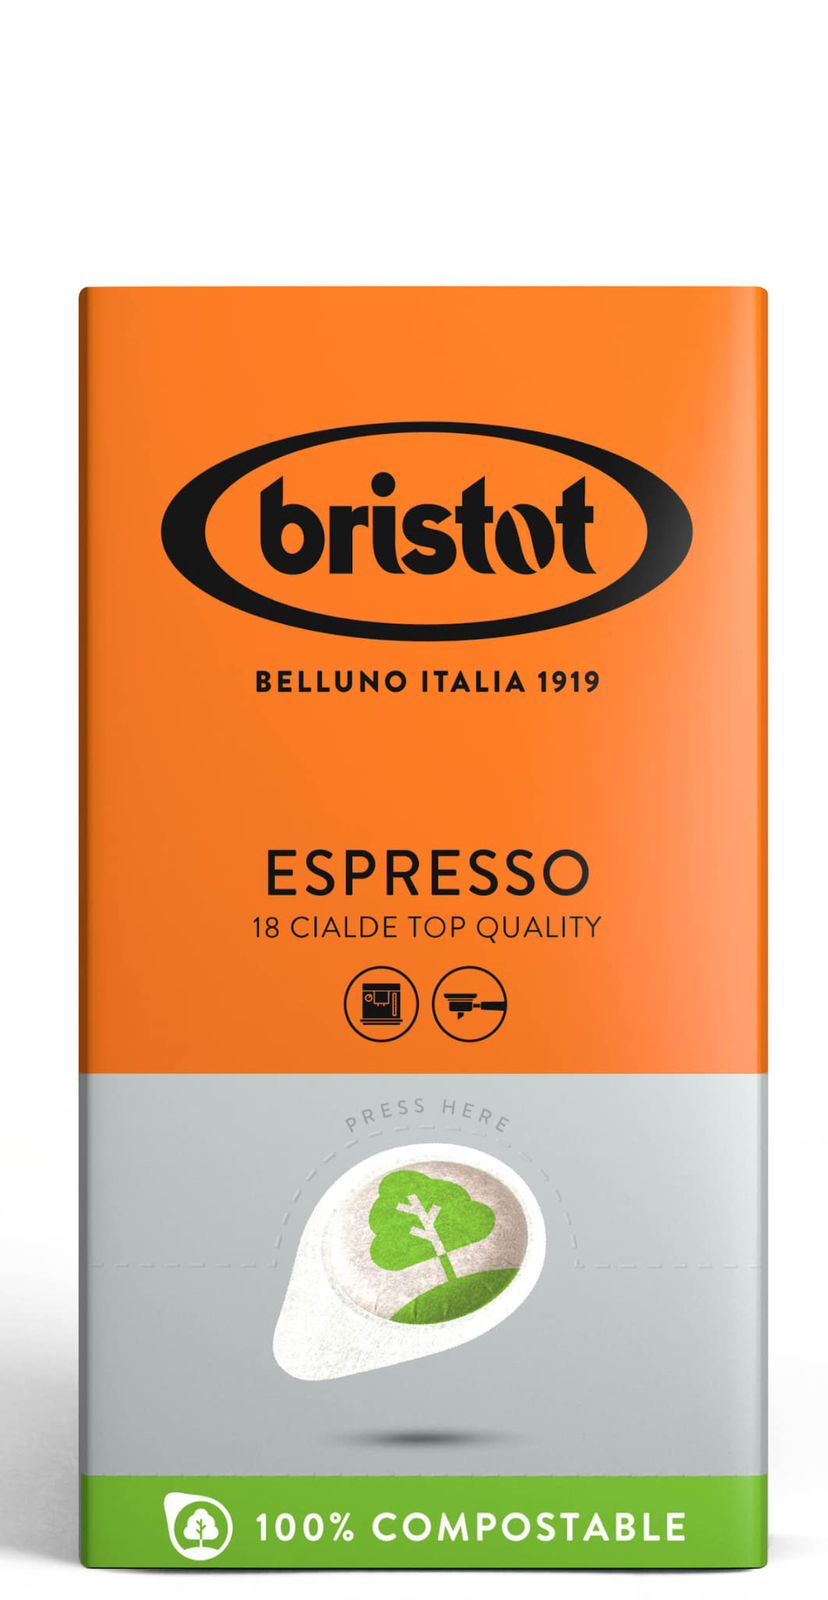 bristot
BELLUNO ITALIA 1919
ESPRESSO
18 CIALDE TOP QUALITY
PRESS HERE
100% COMPOSTABLE